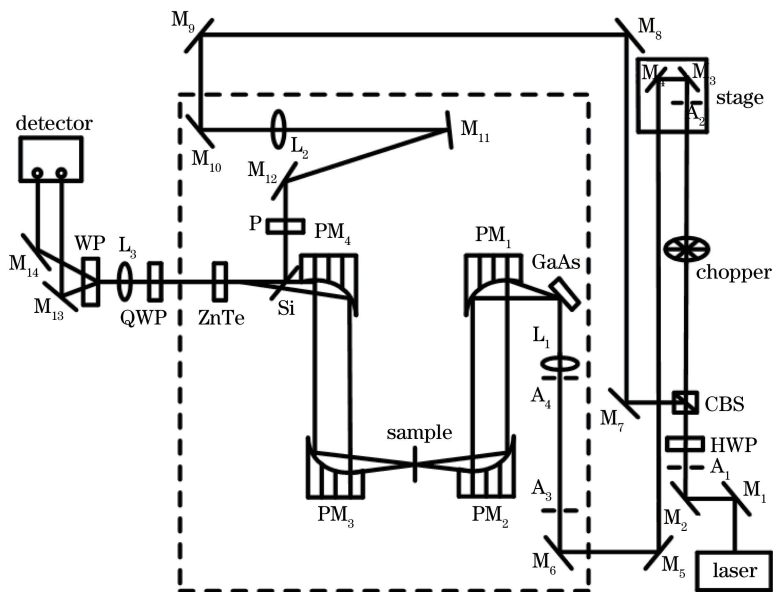 M9
M8
M4
M3
stage
A2
detector
M10
L2
M11
M12
WP
L3
P
PM4
PM1
GaAs
chopper
M14
M13
QWP
ZnTe
Si
L1
A4
M7
CBS
sample
HWP
A1
A3
M2
M1
PM3
PM2
M6
M5
laser